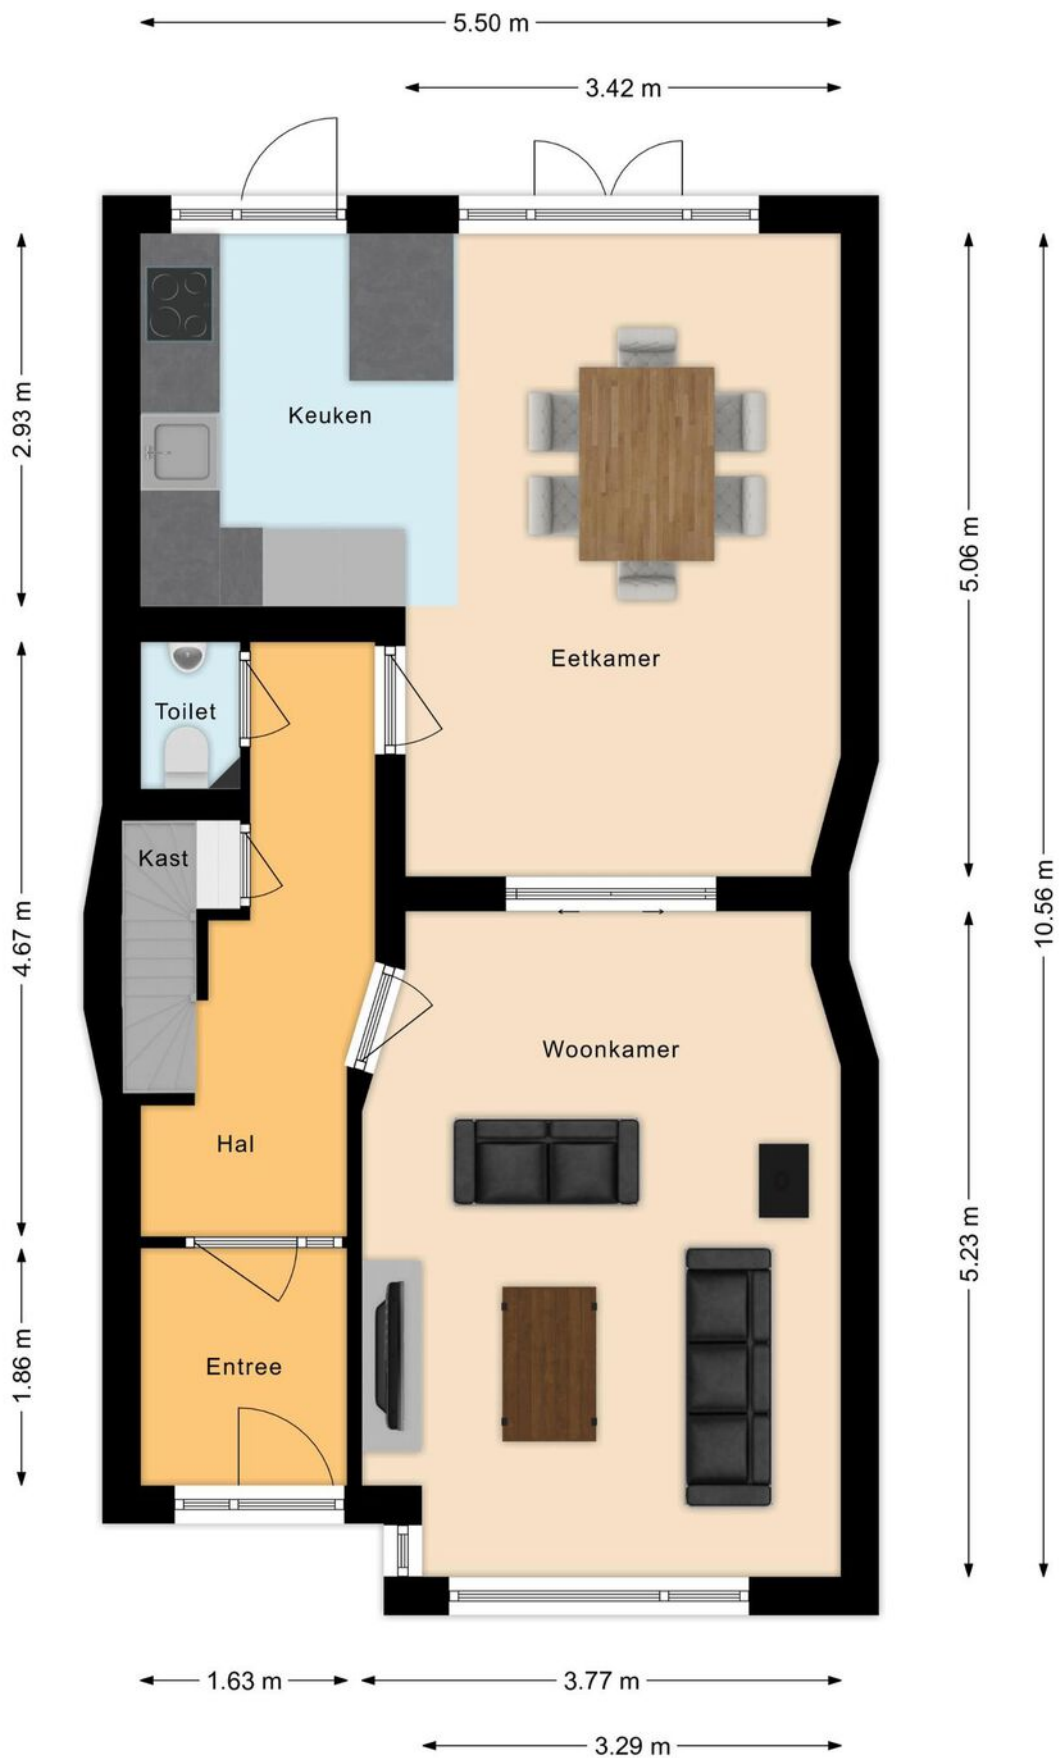 5.50 m
3.42 m
2.93 m
Keuken
5.06 m
Eetkamer
Toilet
Kast
4.67 m
10.56 m
Woonkamer
Hal
5.23 m
Entree
1.86 m
1.63 m
3.77 m
3.29 m